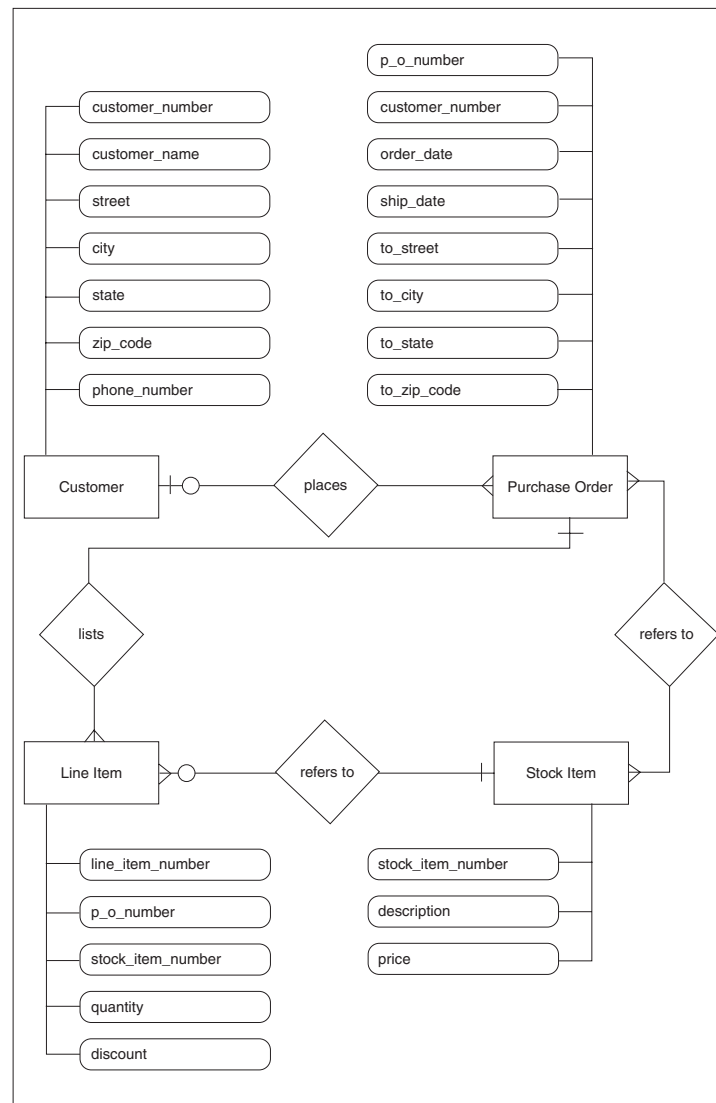 customer_number
customer_name
street
city
state
zip_code
phone_number
p_o_number
customer_number
order_date
ship_date
to_street
to_city
to_state
to_zip_code
Customer
places
Purchase Order
lists
refers to
Line Item
refers to
Stock Item
line_item_number
p_o_number
stock_item_number
quantity
discount
stock_item_number
description
price